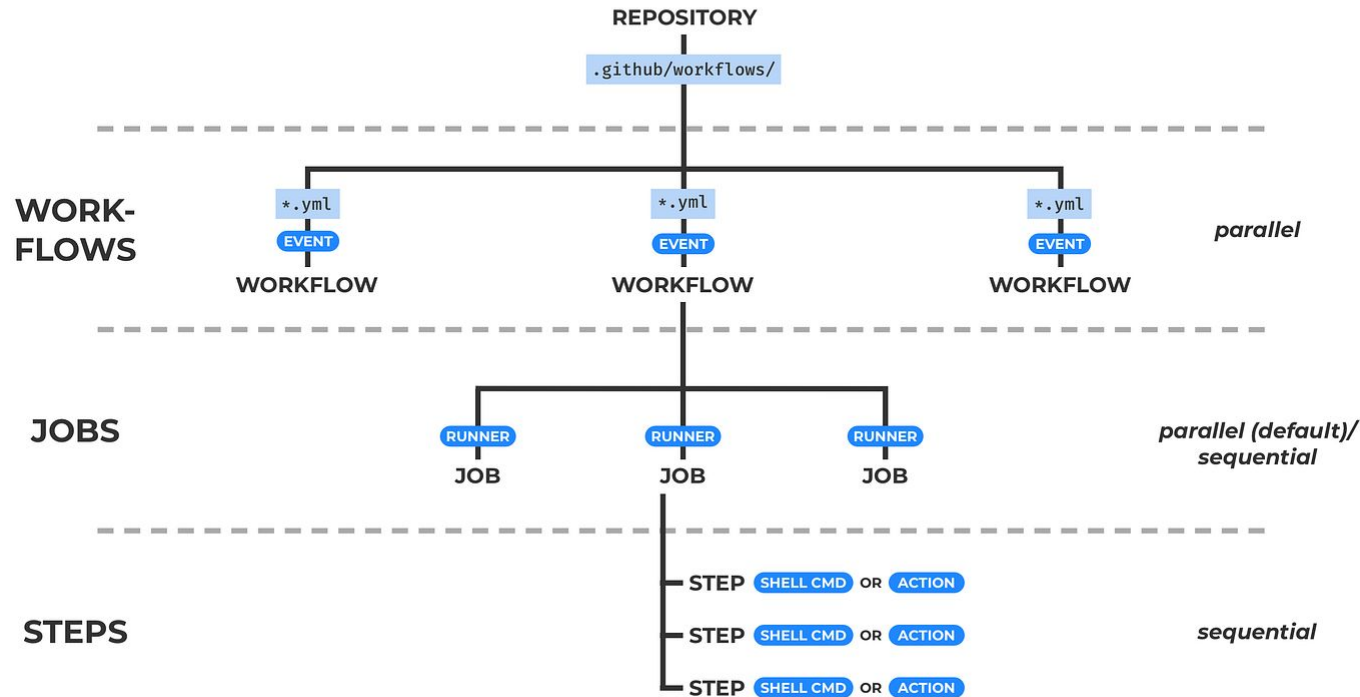 REPOSITORY
.github/workflows/
WORK-
FLOWS
*.yml
*.yml
*.yml
EVENT
EVENT
EVENT
WORKFLOW
WORKFLOW
WORKFLOW
parallel
JOBS
RUNNER
RUNNER
RUNNER
JOB
JOB
JOB
parallel (default)/
sequential
STEPS
STEP SHELL CMD OR ACTION
STEP SHELL CMD OR ACTION
STEP SHELL CMD OR ACTION
sequential